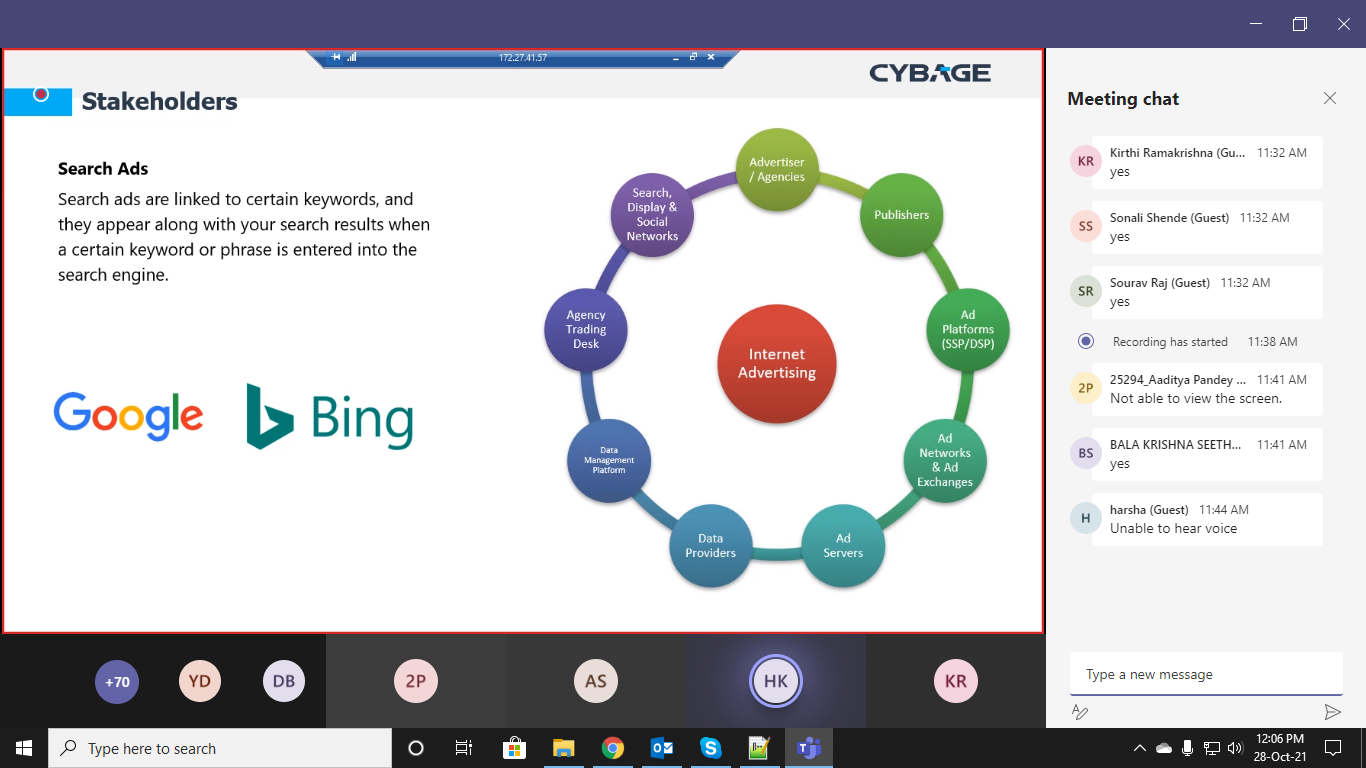 172.27.41.57
CYBAGE
Stakeholders
Search Ads
Search ads are linked to certain keywords, and
they appear along with your search results when
a certain keyword or phrase is entered into the
search engine.
Google
Bing
Advertiser
/ Agencies
Publishers
Ad
Platforms
(SSP/DSP)
Ad
Networks
& Ad
Exchanges
Ad
Servers
Data
Providers
Data
Management
Platform
Agency
Trading
Desk
Search,
Display &
Social
Networks
Internet
Advertising
Meeting chat
KR
Kirthi Ramakrishna (Gu... 11:32 AM
yes
SS
Sonali Shende (Guest) 11:32 AM
yes
SR
Sourav Raj (Guest) 11:32 AM
yes
Recording has started 11:38 AM
2P
25294_Aaditya Pandey ... 11:41 AM
Not able to view the screen.
BS
BALA KRISHNA SEETH... 11:41 AM
yes
H
harsha (Guest) 11:44 AM
Unable to hear voice
Type a new message
+70
YD
DB
2P
AS
HK
KR
Type here to search
12:06 PM
28-Oct-21